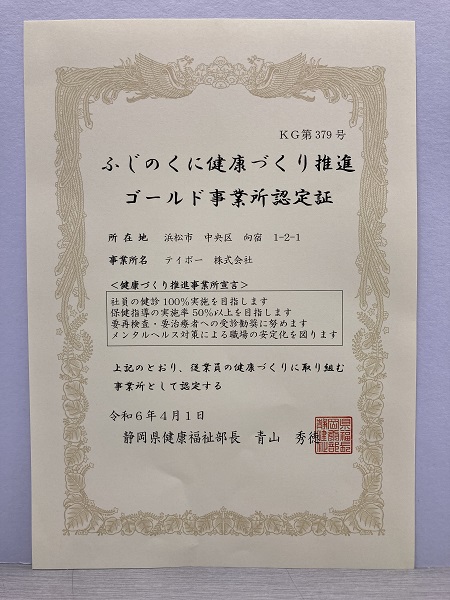 KG第379号
ふじのくに健康づくり推進
ゴールド事業所認定証
所在地 浜松市 中央区 向宿 1-2-1
事業所名 テイボー 株式会社
＜健康づくり推進事業所宣言＞
社員の健診100%実施を目指します
保健指導の実施率50%以上を目指します
要再検査・要治療者への受診勧奨に努めます
メンタルヘルス対策による職場の安定化を図ります
上記のとおり、従業員の健康づくりに取り組む
事業所として認定する
令和6年4月1日
静岡県健康福祉部長 青山 秀徳